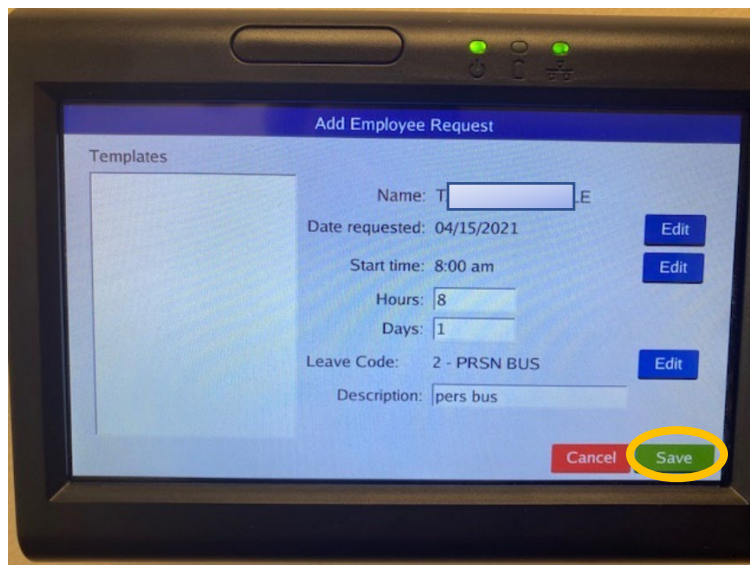 Add Employee Request
Templates
Name: T
Date requested: 04/15/2021 Edit
Start time: 8:00 am Edit
Hours: 8
Days: 1
Leave Code: 2 - PRSN BUS Edit
Description: pers bus
Cancel Save